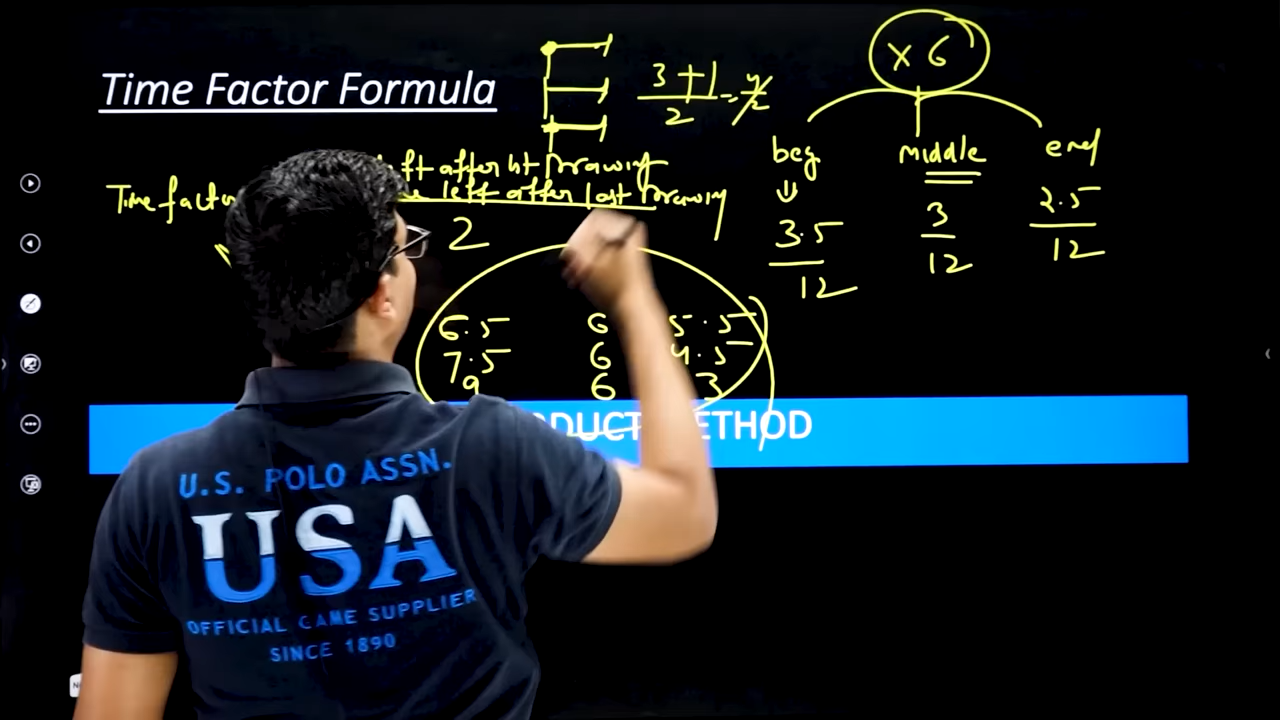 Time Factor Formula
3+1
2
= 4/2
×6
beg
Middle
end
3.5
12
3
12
2.5
12
left after Ist Drawing
Time factor
left after last Drawing
2
6.5 6 5.5
7.5 6 4.5
9 6 3
METHOD
U.S. POLO ASSN.
USA
OFFICIAL GAME SUPPLIER
SINCE 1890